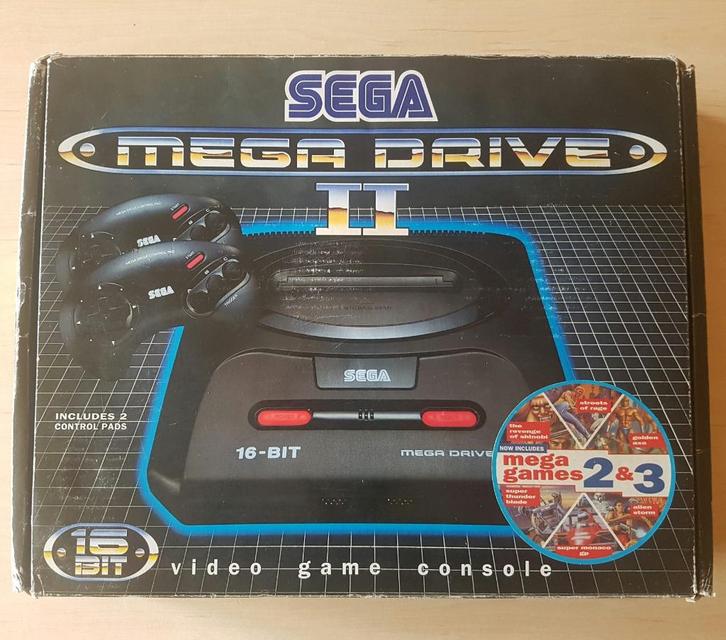 SEGA
MEGA DRIVE
II
SEGA
SEGA
INCLUDES 2
CONTROL PADS
SEGA
16-BIT
MEGA DRIVE
streets
of rage
the
revenge
of shinobi
golden
axe
NOW INCLUDES
mega
games 2&3
super
thunder
blade
alien
storm
super monaco
gp
16
BIT
video game console